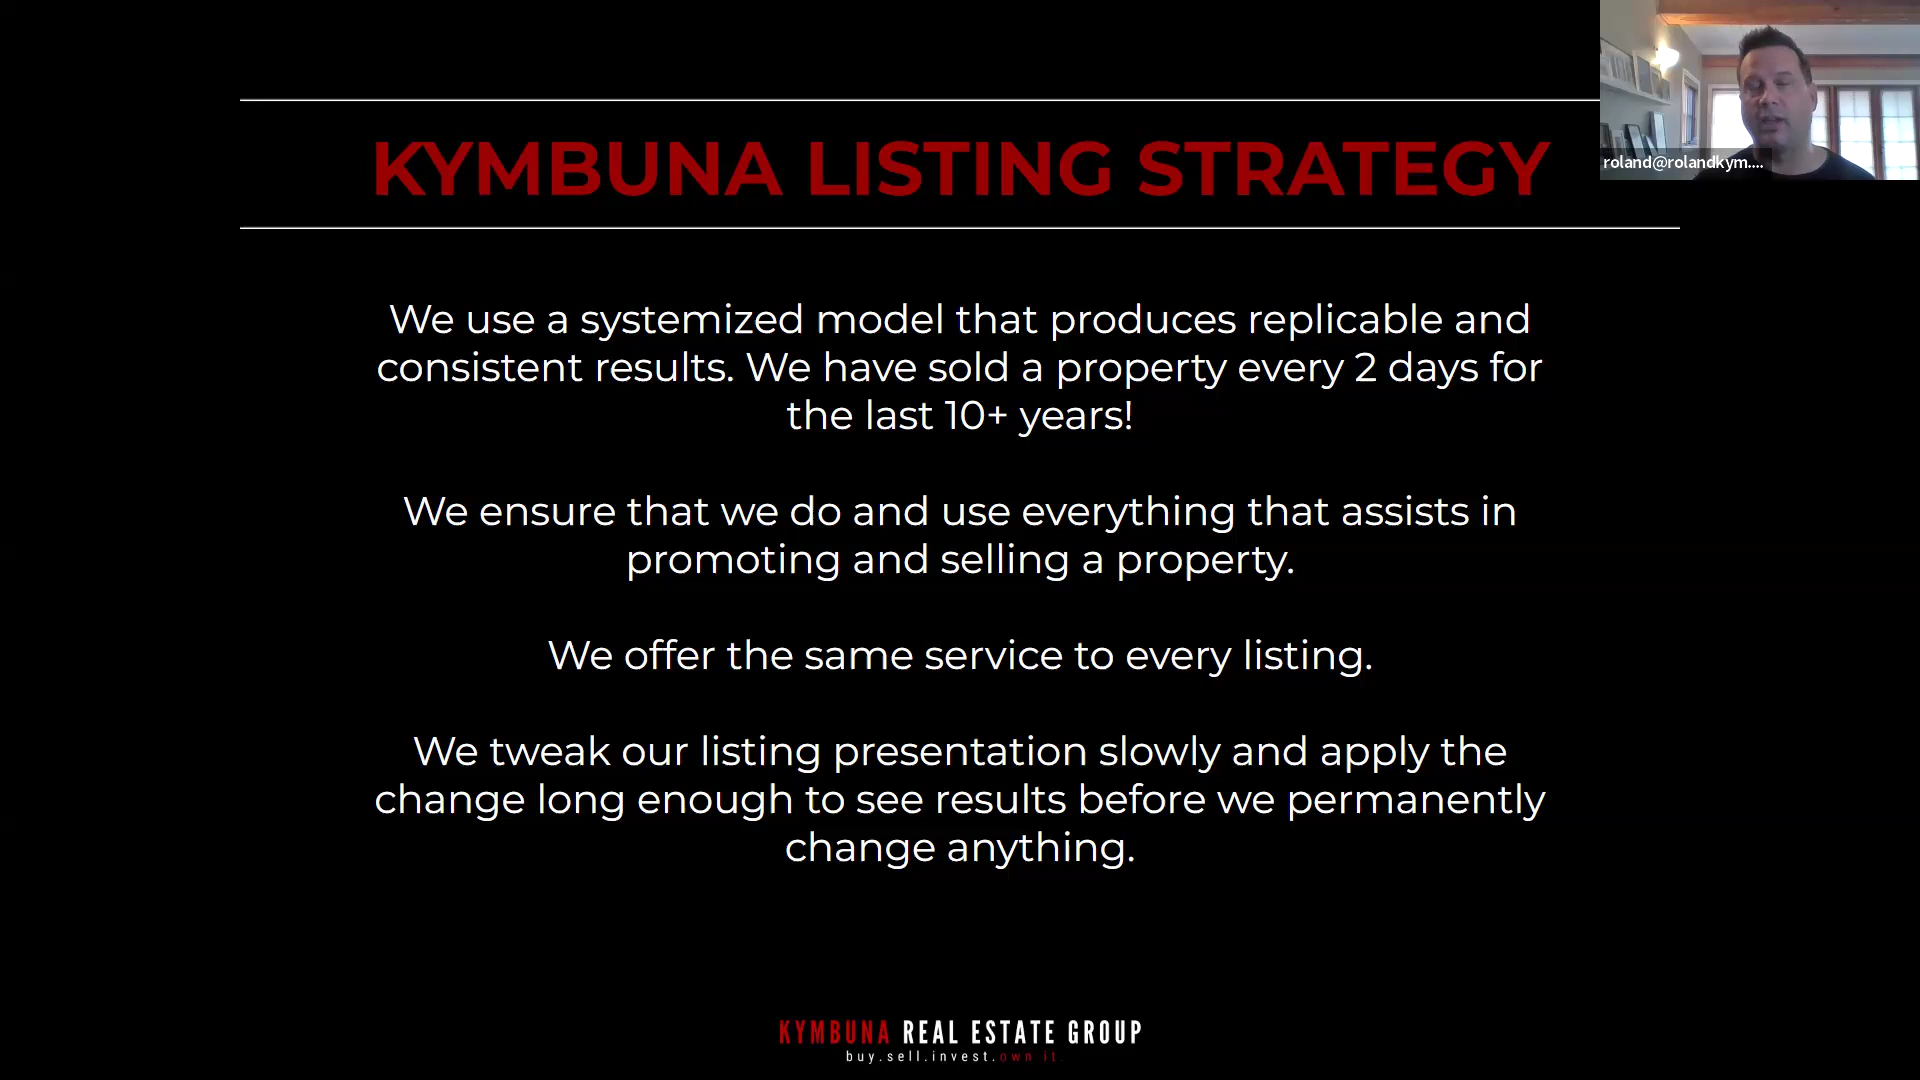 KYMBUNA LISTING STRATEGY
roland@rolandkym....
We use a systemized model that produces replicable and
consistent results. We have sold a property every 2 days for
the last 10+ years!
We ensure that we do and use everything that assists in
promoting and selling a property.
We offer the same service to every listing.
We tweak our listing presentation slowly and apply the
change long enough to see results before we permanently
change anything.
KYMBUNA REAL ESTATE GROUP
buy.sell.invest.own it.